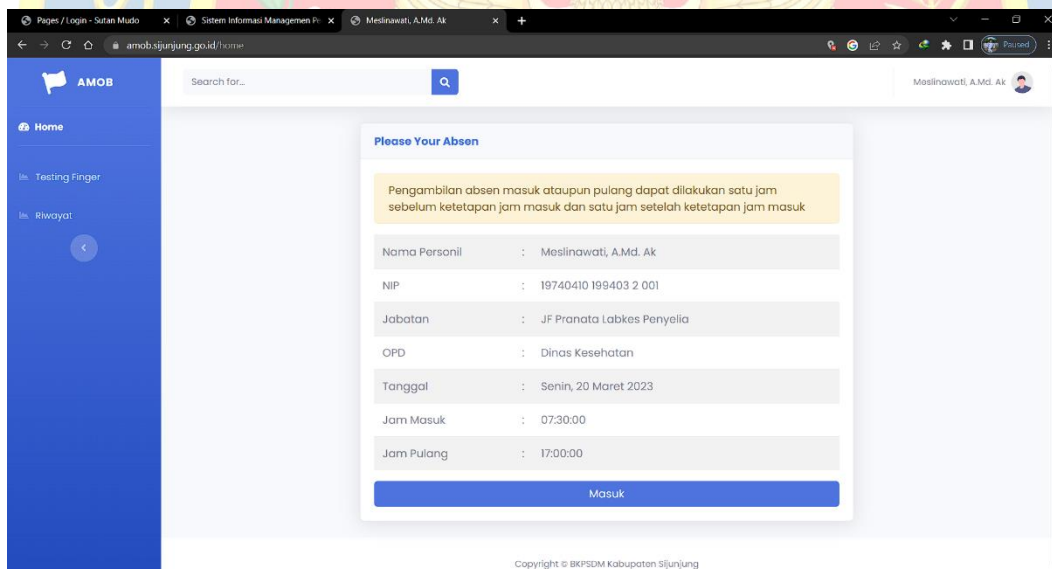 Pages / Login - Sutan Mudo
Sistem Informasi Managemen Pe
Meslinawati, A.Md. Ak
amob.sijunjung.go.id/home
Paused
AMOB
Search for...
Meslinawati, A.Md. Ak
Home
Testing Finger
Riwayat
Please Your Absen
Pengambilan absen masuk ataupun pulang dapat dilakukan satu jam
sebelum ketetapan jam masuk dan satu jam setelah ketetapan jam masuk
Nama Personil : Meslinawati, A.Md. Ak
NIP : 19740410 199403 2 001
Jabatan : JF Pranata Labkes Penyelia
OPD : Dinas Kesehatan
Tanggal : Senin, 20 Maret 2023
Jam Masuk : 07:30:00
Jam Pulang : 17:00:00
Masuk
Copyright © BKPSDM Kabupaten Sijunjung